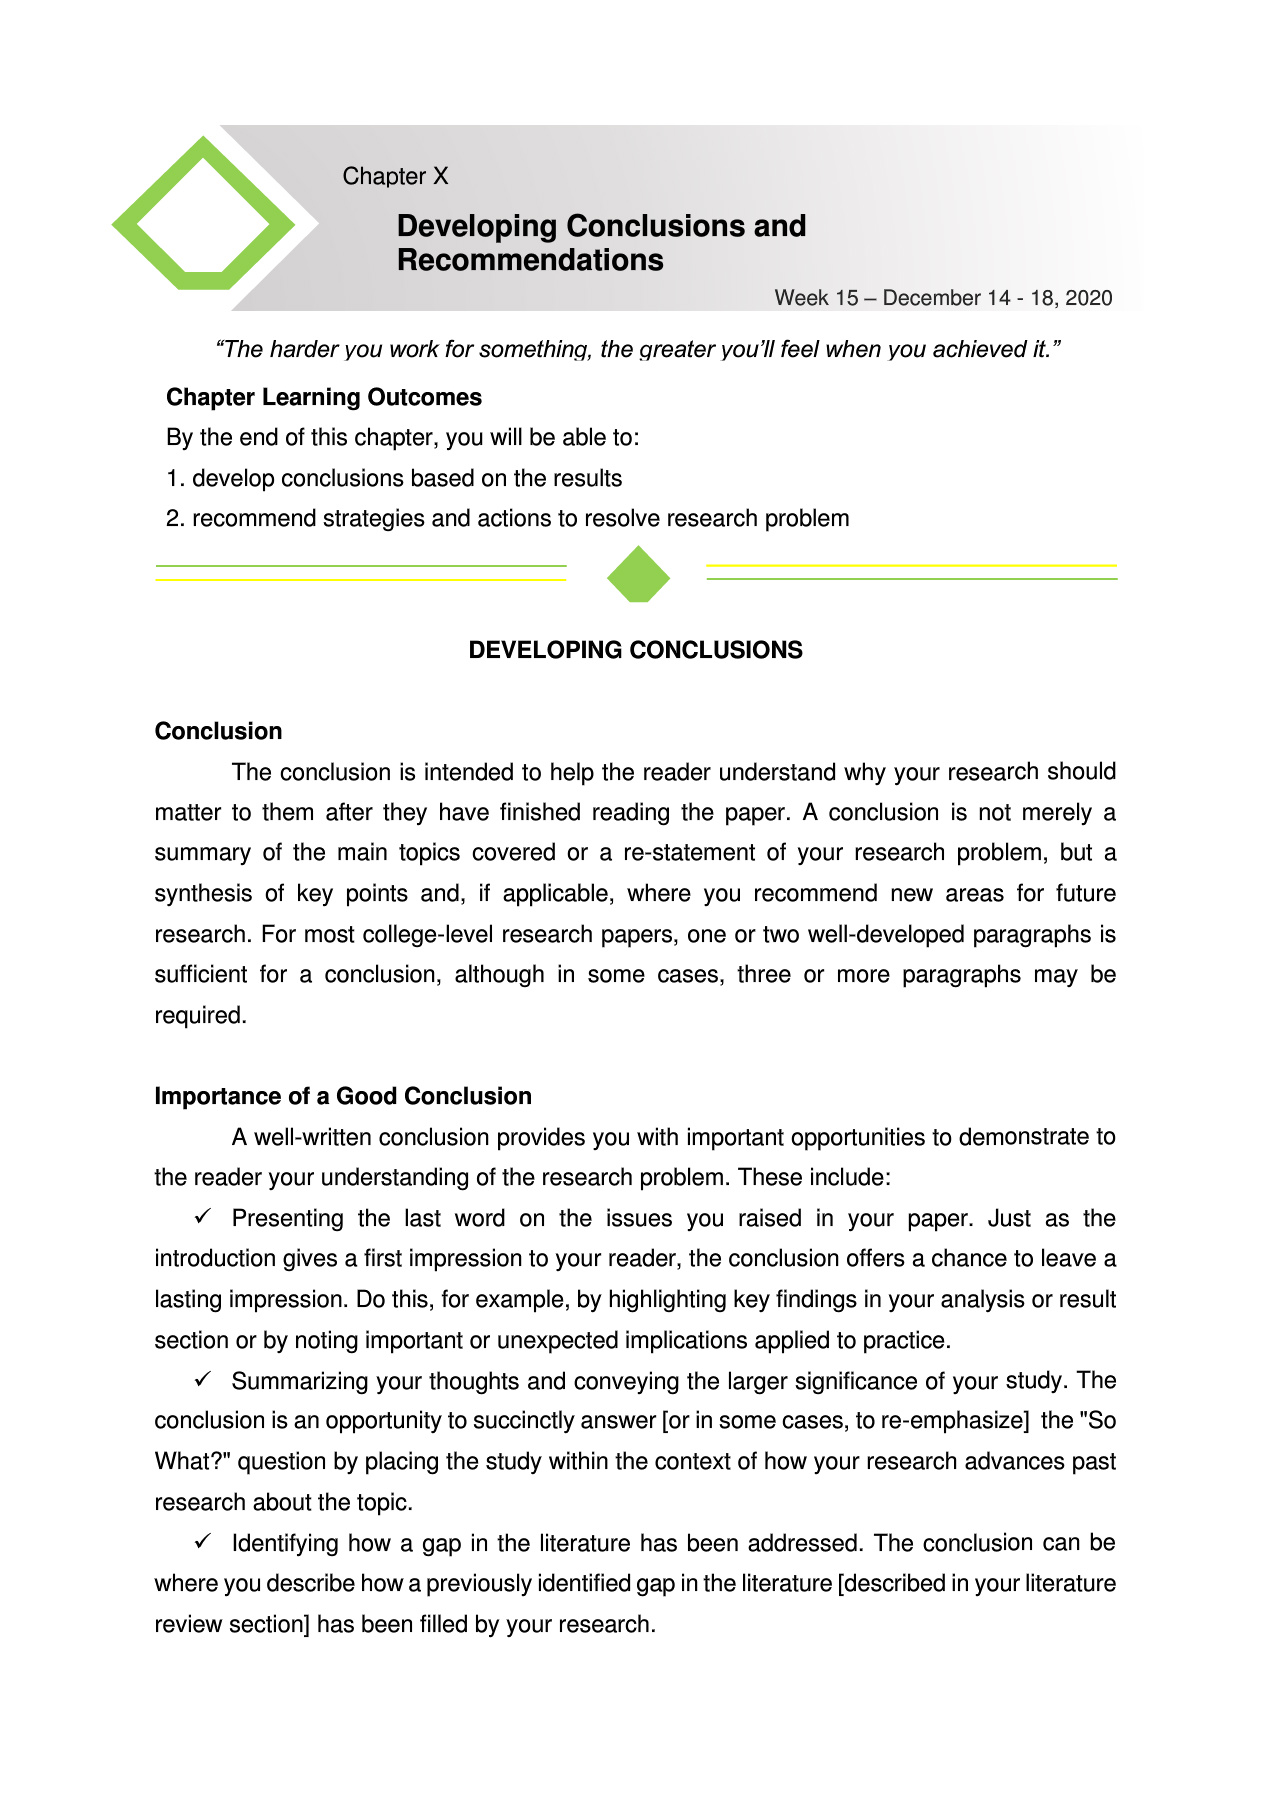 Chapter X
Developing Conclusions and
Recommendations
Week 15 – December 14 - 18, 2020
“The harder you work for something, the greater you’ll feel when you achieved it.”
Chapter Learning Outcomes
By the end of this chapter, you will be able to:
1. develop conclusions based on the results
2. recommend strategies and actions to resolve research problem
DEVELOPING CONCLUSIONS
Conclusion
The conclusion is intended to help the reader understand why your research should
matter to them after they have finished reading the paper. A conclusion is not merely a
summary of the main topics covered or a re-statement of your research problem, but a
synthesis of key points and, if applicable, where you recommend new areas for future
research. For most college-level research papers, one or two well-developed paragraphs is
sufficient for a conclusion, although in some cases, three or more paragraphs may be
required.
Importance of a Good Conclusion
A well-written conclusion provides you with important opportunities to demonstrate to
the reader your understanding of the research problem. These include:
✓ Presenting the last word on the issues you raised in your paper. Just as the
introduction gives a first impression to your reader, the conclusion offers a chance to leave a
lasting impression. Do this, for example, by highlighting key findings in your analysis or result
section or by noting important or unexpected implications applied to practice.
✓ Summarizing your thoughts and conveying the larger significance of your study. The
conclusion is an opportunity to succinctly answer [or in some cases, to re-emphasize] the "So
What?" question by placing the study within the context of how your research advances past
research about the topic.
✓ Identifying how a gap in the literature has been addressed. The conclusion can be
where you describe how a previously identified gap in the literature [described in your literature
review section] has been filled by your research.